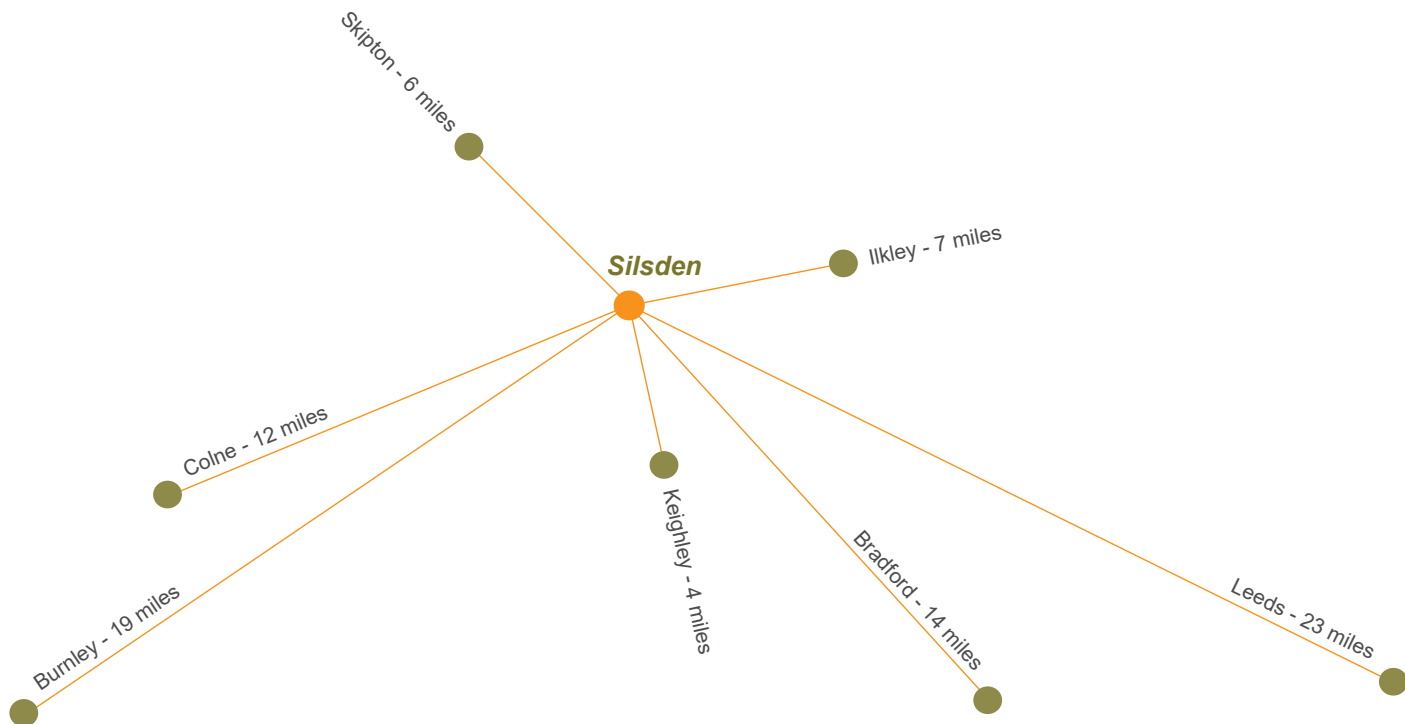 Skipton - 6 miles
Silsden
Ilkley - 7 miles
Colne - 12 miles
Keighley - 4 miles
Bradford - 14 miles
Leeds - 23 miles
Burnley - 19 miles